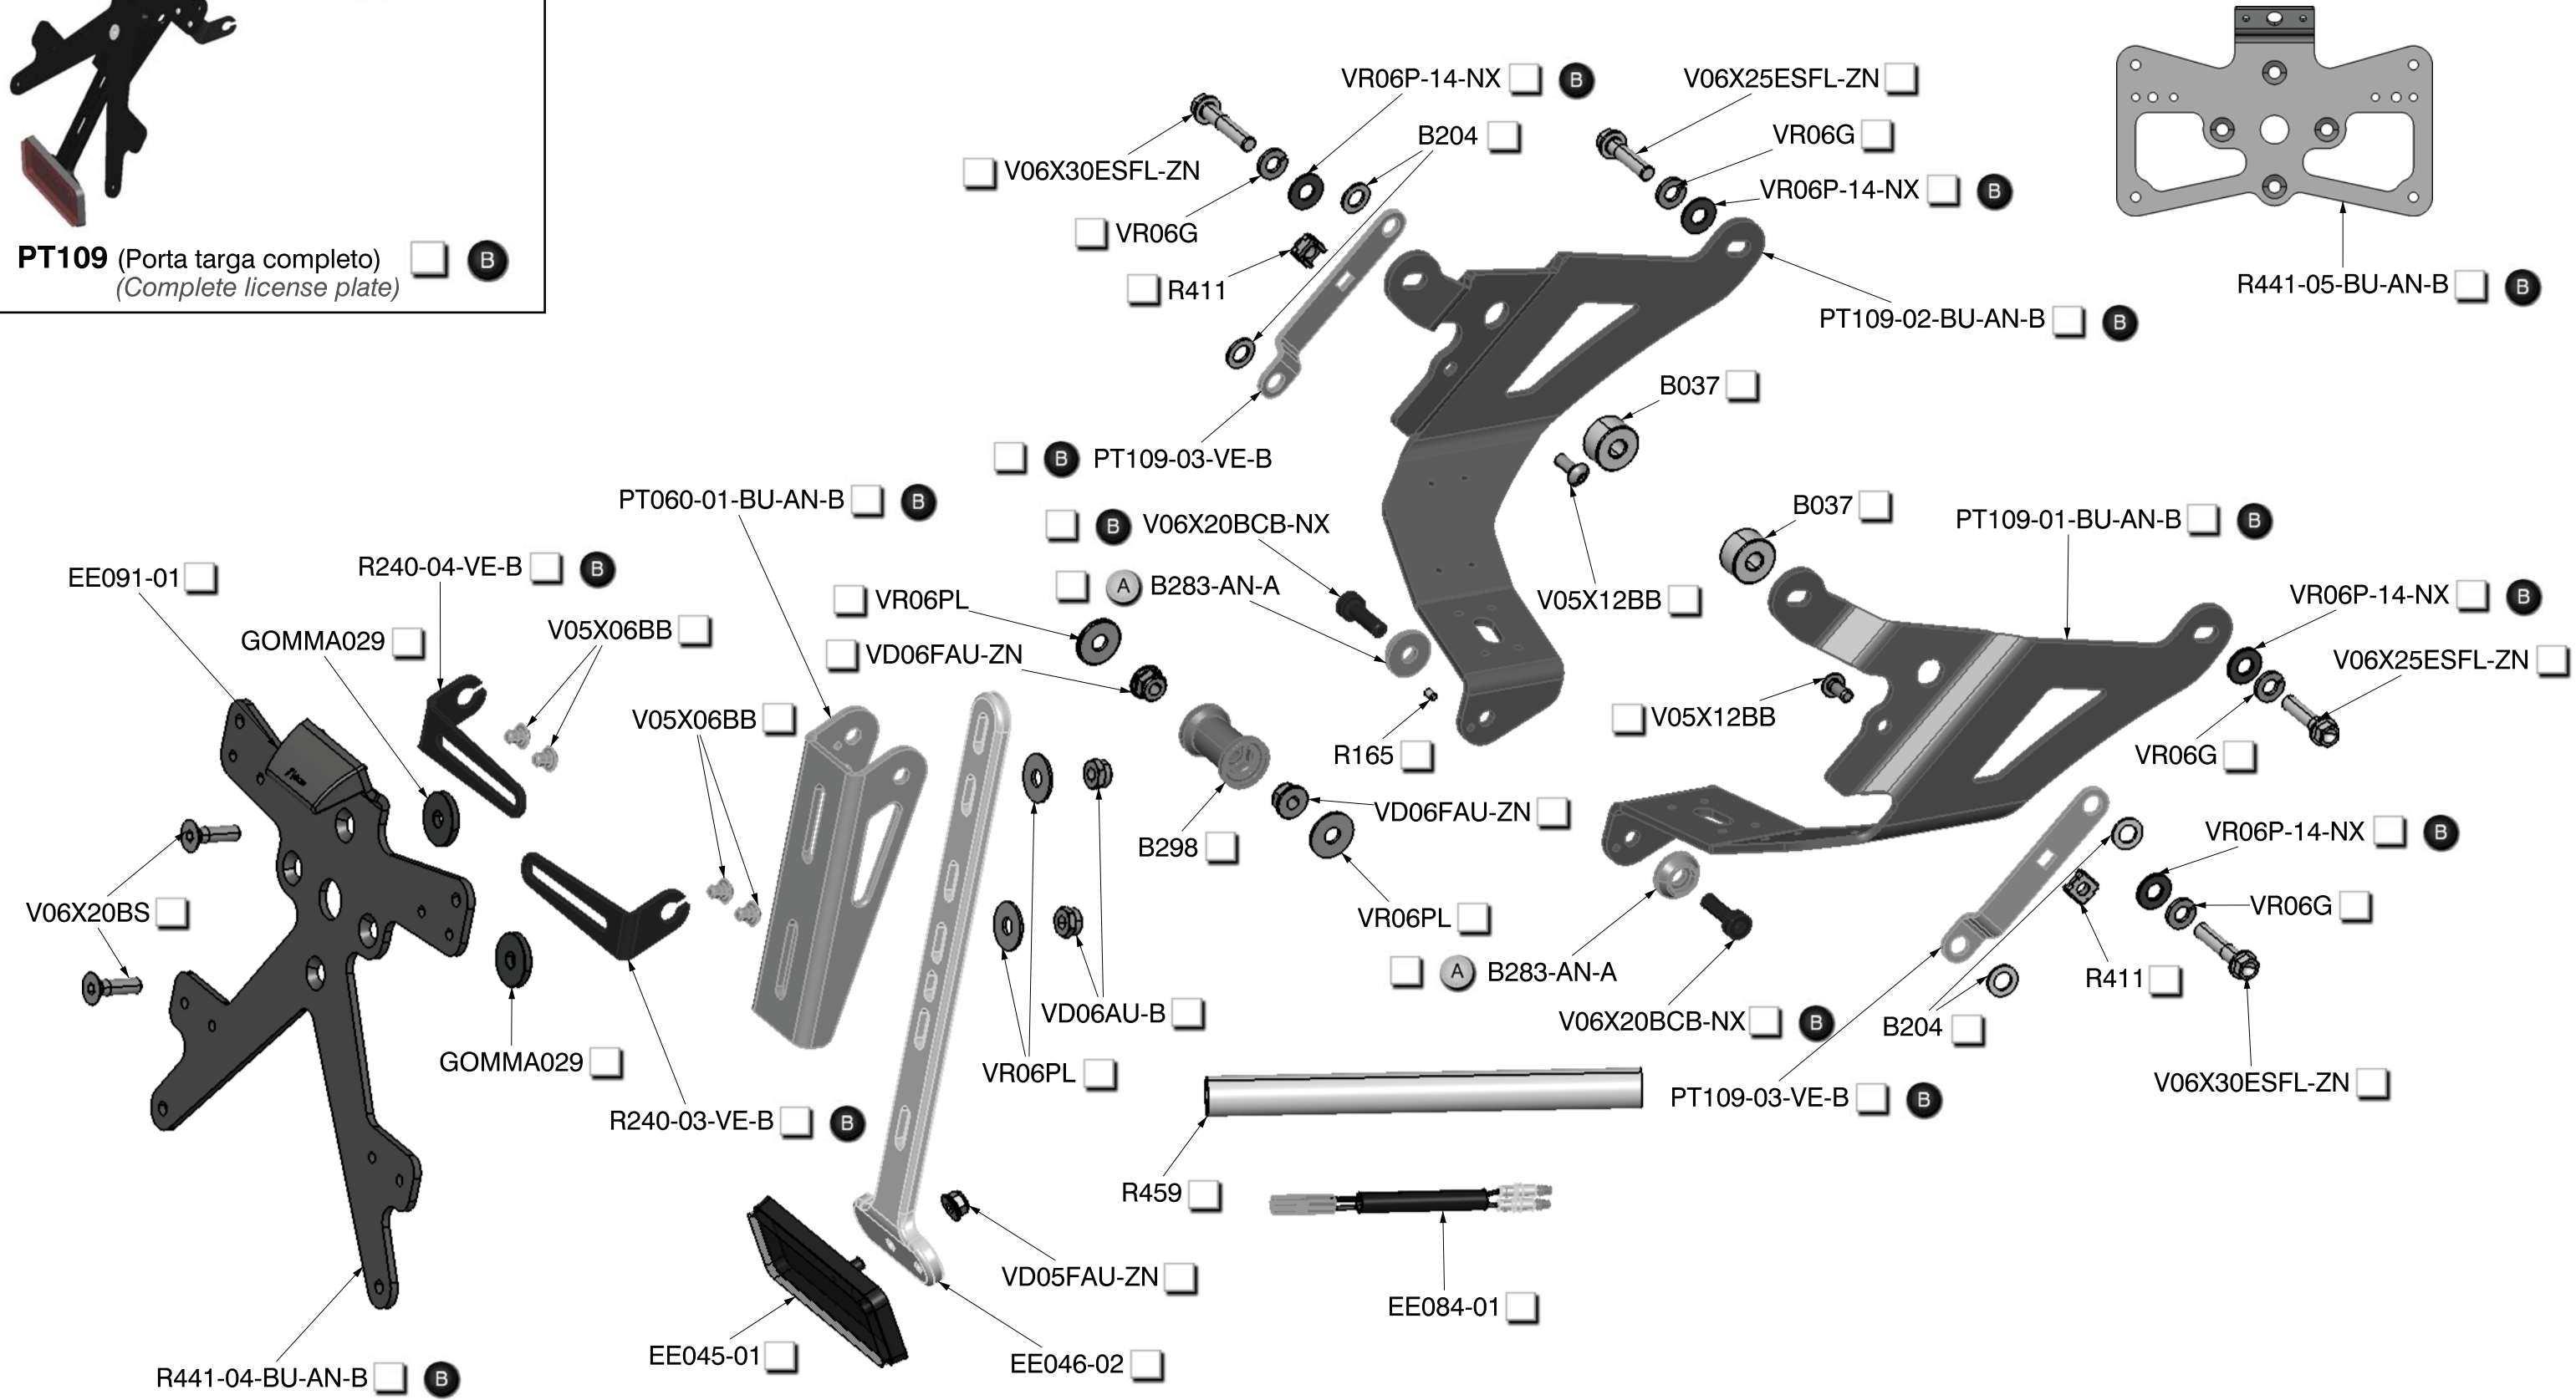 PT109 (Porta targa completo) B
(Complete license plate)
VR06P-14-NX B
V06X25ESFL-ZN
B204
VR06G
V06X30ESFL-ZN
VR06P-14-NX B
VR06G
R411
R441-05-BU-AN-B B
PT109-02-BU-AN-B B
B037
B PT109-03-VE-B
PT060-01-BU-AN-B B
B V06X20BCB-NX
B037
PT109-01-BU-AN-B B
EE091-01
R240-04-VE-B B
A B283-AN-A
VR06PL
V05X12BB
VR06P-14-NX B
GOMMA029
V05X06BB
VD06FAU-ZN
V06X25ESFL-ZN
V05X06BB
V05X12BB
R165
VR06G
VD06FAU-ZN
B298
VR06P-14-NX B
V06X20BS
VR06PL
VR06G
A B283-AN-A
R411
VD06AU-B
V06X20BCB-NX B
B204
GOMMA029
VR06PL
PT109-03-VE-B B
V06X30ESFL-ZN
R240-03-VE-B B
R459
VD05FAU-ZN
EE084-01
EE045-01
EE046-02
R441-04-BU-AN-B B